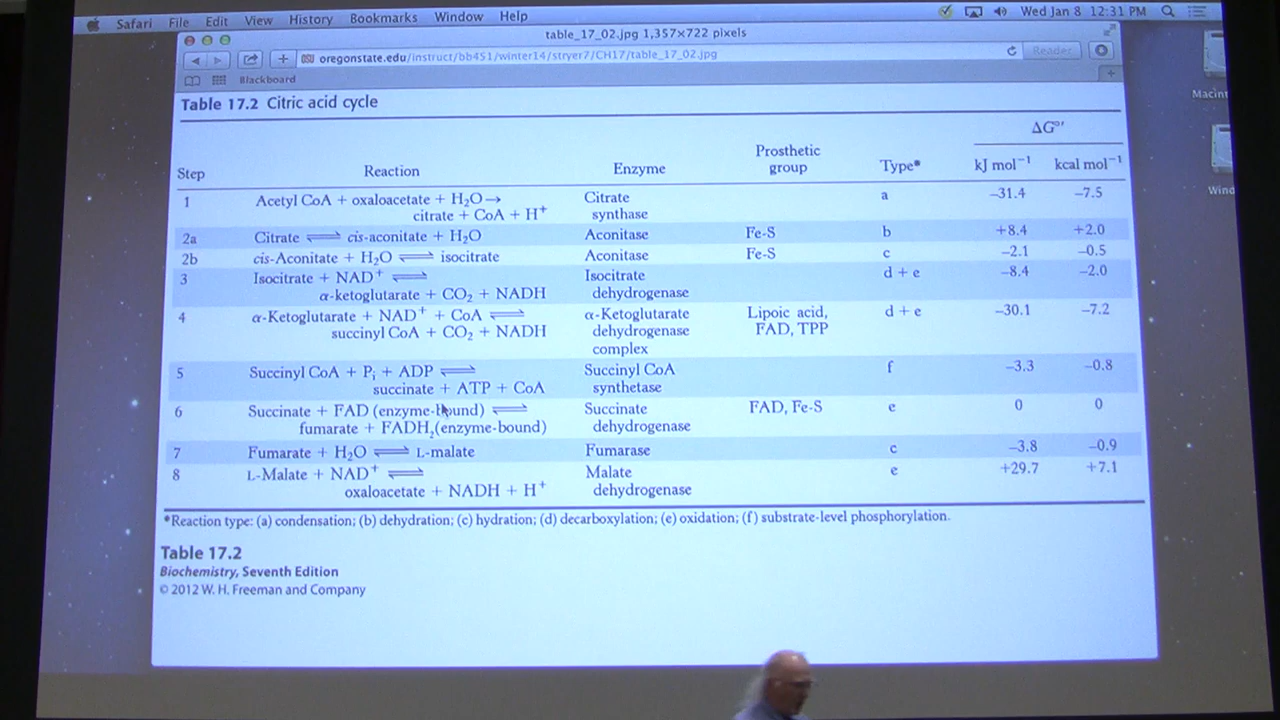 Safari File Edit View History Bookmarks Window Help Wed Jan 8 12:31 PM
table_17_02.jpg 1,357×722 pixels
oregonstate.edu/instruct/bb451/winter14/stryer7/CH17/table_17_02.jpg Reader
Blackboard
Macint
Wind
Table 17.2 Citric acid cycle
ΔG°′
Step Reaction Enzyme Prosthetic group Type* kJ mol⁻¹ kcal mol⁻¹
1 Acetyl CoA + oxaloacetate + H₂O → Citrate a −31.4 −7.5
citrate + CoA + H⁺ synthase
2a Citrate ⇌ cis-aconitate + H₂O Aconitase Fe-S b +8.4 +2.0
2b cis-Aconitate + H₂O ⇌ isocitrate Aconitase Fe-S c −2.1 −0.5
3 Isocitrate + NAD⁺ ⇌ Isocitrate d + e −8.4 −2.0
α-ketoglutarate + CO₂ + NADH dehydrogenase
4 α-Ketoglutarate + NAD⁺ + CoA ⇌ α-Ketoglutarate Lipoic acid, d + e −30.1 −7.2
succinyl CoA + CO₂ + NADH dehydrogenase FAD, TPP
complex
5 Succinyl CoA + Pᵢ + ADP ⇌ Succinyl CoA f −3.3 −0.8
succinate + ATP + CoA synthetase
6 Succinate + FAD (enzyme-bound) ⇌ Succinate FAD, Fe-S e 0 0
fumarate + FADH₂(enzyme-bound) dehydrogenase
7 Fumarate + H₂O ⇌ L-malate Fumarase c −3.8 −0.9
8 L-Malate + NAD⁺ ⇌ Malate e +29.7 +7.1
oxaloacetate + NADH + H⁺ dehydrogenase
*Reaction type: (a) condensation; (b) dehydration; (c) hydration; (d) decarboxylation; (e) oxidation; (f) substrate-level phosphorylation.
Table 17.2
Biochemistry, Seventh Edition
© 2012 W. H. Freeman and Company